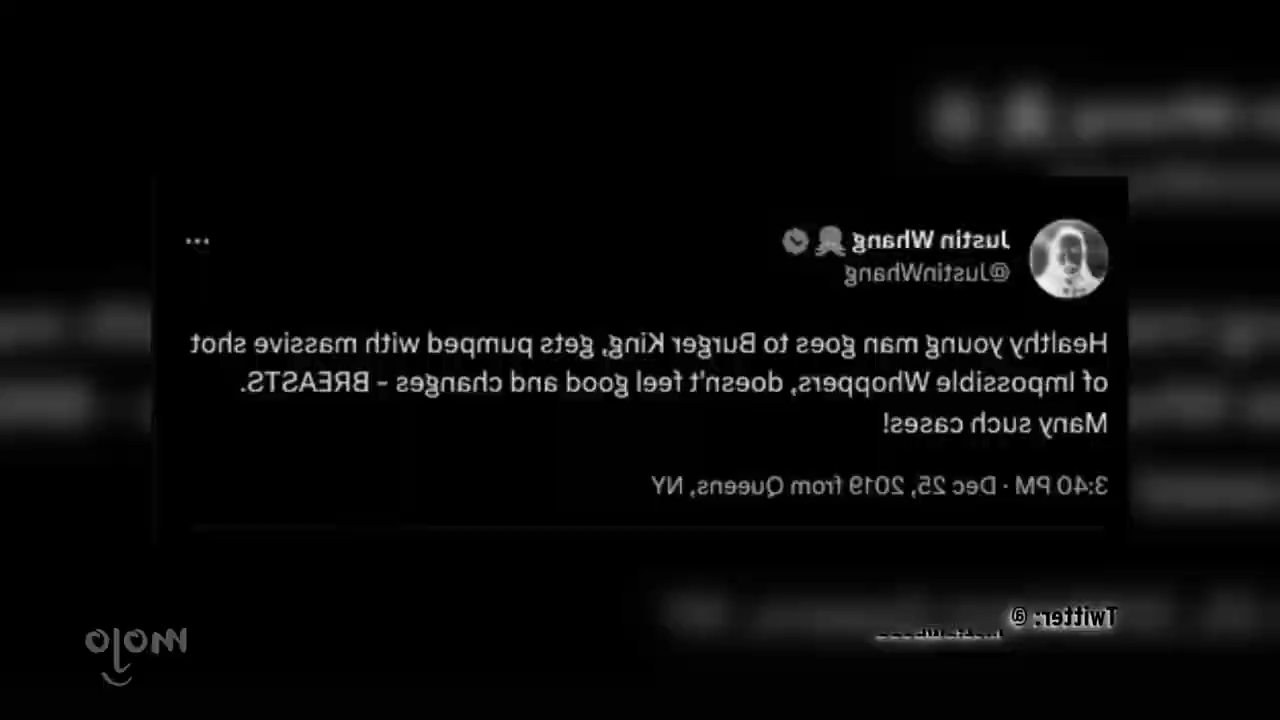 Justin Whang
@JustinWhang
Healthy young man goes to Burger King, gets pumped with massive shot
of Impossible Whoppers, doesn't feel good and changes - BREASTS.
Many such cases!
3:40 PM · Dec 25, 2019 from Queens, NY
Twitter: @
mojo